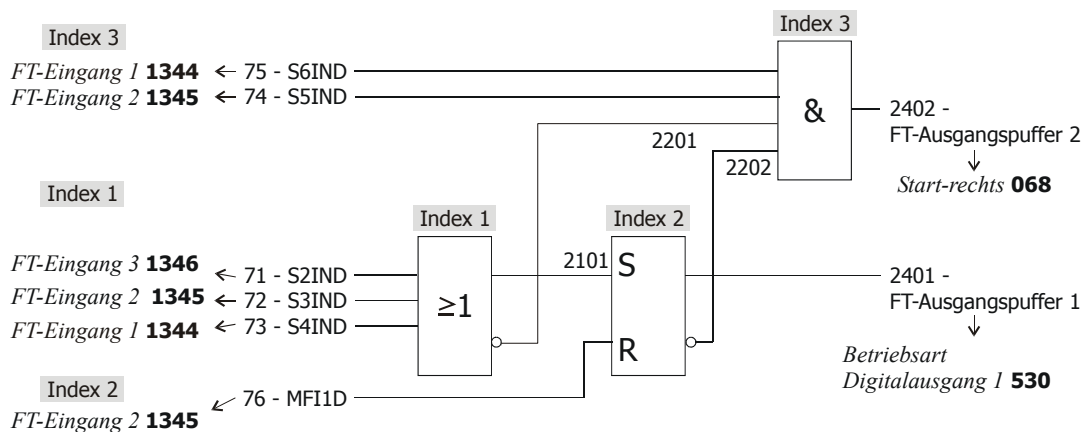 Index 3
Index 3
FT-Eingang 1 1344 ← 75 - S6IND
FT-Eingang 2 1345 ← 74 - S5IND
&
2402 -
FT-Ausgangspuffer 2
2201
2202
Start-rechts 068
Index 1
Index 1
Index 2
FT-Eingang 3 1346 ← 71 - S2IND
2101 S
2401 -
FT-Eingang 2 1345 ← 72 - S3IND
≥1
FT-Ausgangspuffer 1
FT-Eingang 1 1344 ← 73 - S4IND
R
Betriebsart
Digitalausgang 1 530
Index 2
76 - MFI1D
FT-Eingang 2 1345